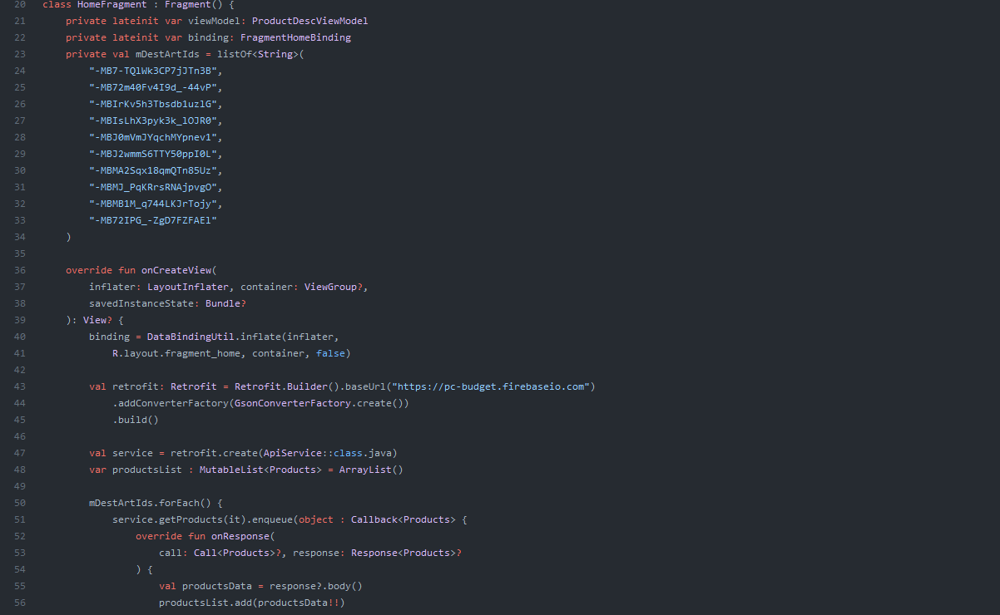 20 class HomeFragment : Fragment() {
21 private lateinit var viewModel: ProductDescViewModel
22 private lateinit var binding: FragmentHomeBinding
23 private val mDestArtIds = listOf<String>(
24 "-MB7-TQlWk3CP7jJTn3B",
25 "-MB72m40Fv4I9d_-44vP",
26 "-MBIrKv5h3Tbsdb1uzlG",
27 "-MBIsLhX3pyk3k_lOJR0",
28 "-MBJ0mVmJYqchMYpnev1",
29 "-MBJ2wmmS6TTY50ppI0L",
30 "-MBMA2Sqx18qmQTn85Uz",
31 "-MBMJ_PqKRrsRNAjpvgO",
32 "-MBMB1M_q744LKJrTojy",
33 "-MB72IPG_-ZgD7FZFAEl"
34 )
35
36 override fun onCreateView(
37 inflater: LayoutInflater, container: ViewGroup?,
38 savedInstanceState: Bundle?
39 ): View? {
40 binding = DataBindingUtil.inflate(inflater,
41 R.layout.fragment_home, container, false)
42
43 val retrofit: Retrofit = Retrofit.Builder().baseUrl("https://pc-budget.firebaseio.com")
44 .addConverterFactory(GsonConverterFactory.create())
45 .build()
46
47 val service = retrofit.create(ApiService::class.java)
48 var productsList : MutableList<Products> = ArrayList()
49
50 mDestArtIds.forEach() {
51 service.getProducts(it).enqueue(object : Callback<Products> {
52 override fun onResponse(
53 call: Call<Products>?, response: Response<Products>?
54 ) {
55 val productsData = response?.body()
56 productsList.add(productsData!!)